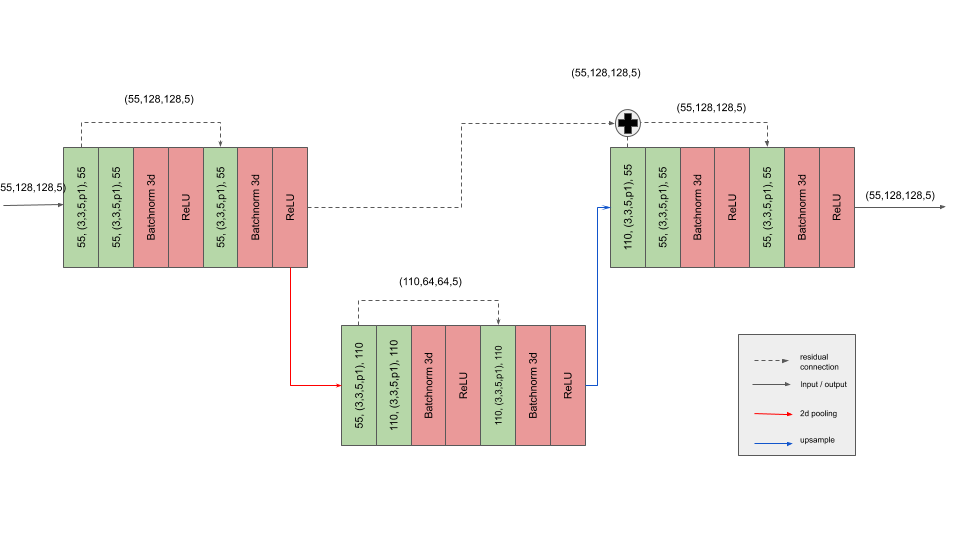 (55,128,128,5)
(55,128,128,5)
(55,128,128,5)
55,128,128,5)
55, (3,3,5,p1), 55
55, (3,3,5,p1), 55
Batchnorm 3d
ReLU
55, (3,3,5,p1), 55
Batchnorm 3d
ReLU
110, (3,3,5,p1), 55
55, (3,3,5,p1), 55
Batchnorm 3d
ReLU
55, (3,3,5,p1), 55
Batchnorm 3d
ReLU
(55,128,128,5)
(110,64,64,5)
55, (3,3,5,p1), 110
110, (3,3,5,p1), 110
Batchnorm 3d
ReLU
110, (3,3,5,p1), 110
Batchnorm 3d
ReLU
residual
connection
Input / output
2d pooling
upsample